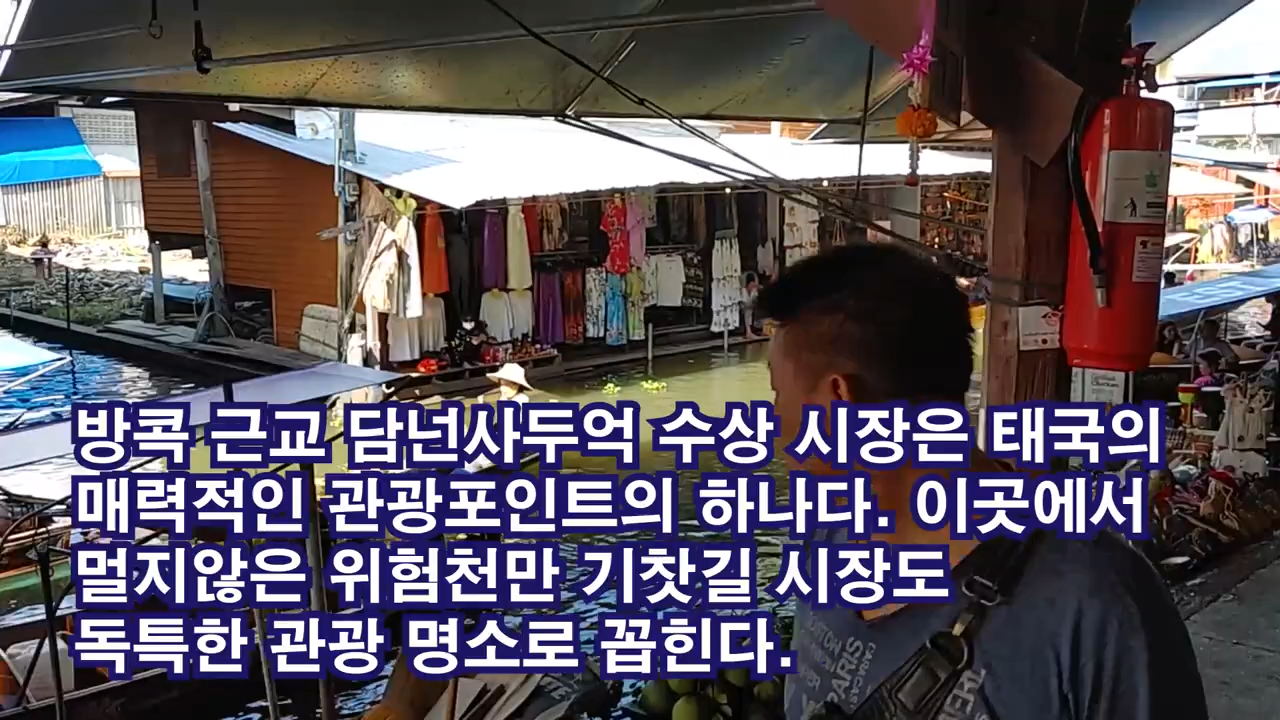 방콕 근교 담넌사두억 수상 시장은 태국의
매력적인 관광포인트의 하나다. 이곳에서
멀지않은 위험천만 기찻길 시장도
독특한 관광 명소로 꼽힌다.
PARIS